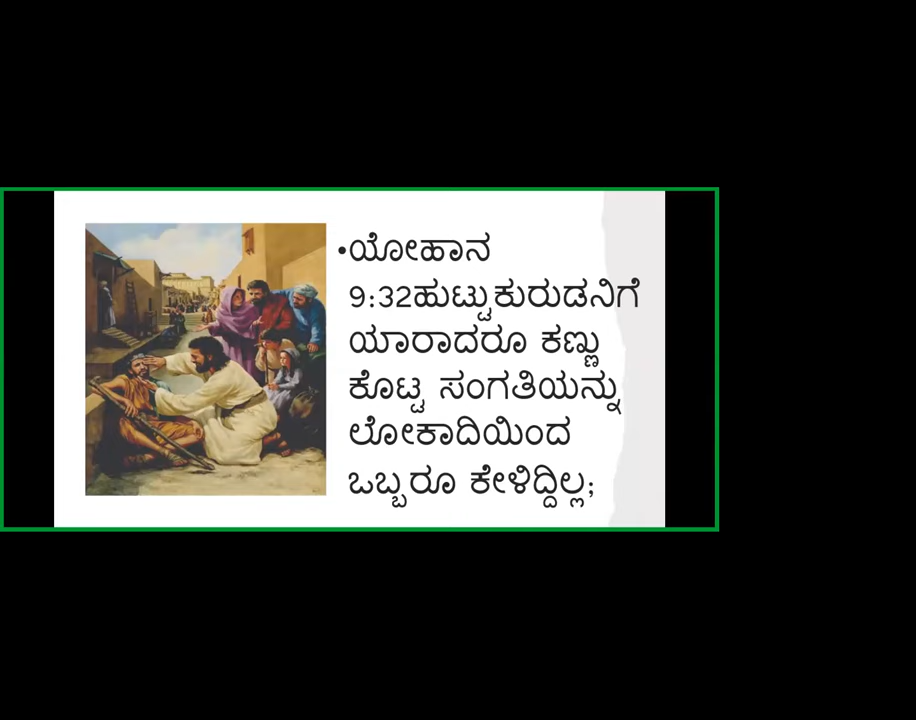 •ಯೋಹಾನ
9:32ಹುಟ್ಟುಕುರುಡನಿಗೆ
ಯಾರಾದರೂ ಕಣ್ಣು
ಕೊಟ್ಟ ಸಂಗತಿಯನ್ನು
ಲೋಕಾದಿಯಿಂದ
ಒಬ್ಬರೂ ಕೇಳಿದ್ದಿಲ್ಲ;